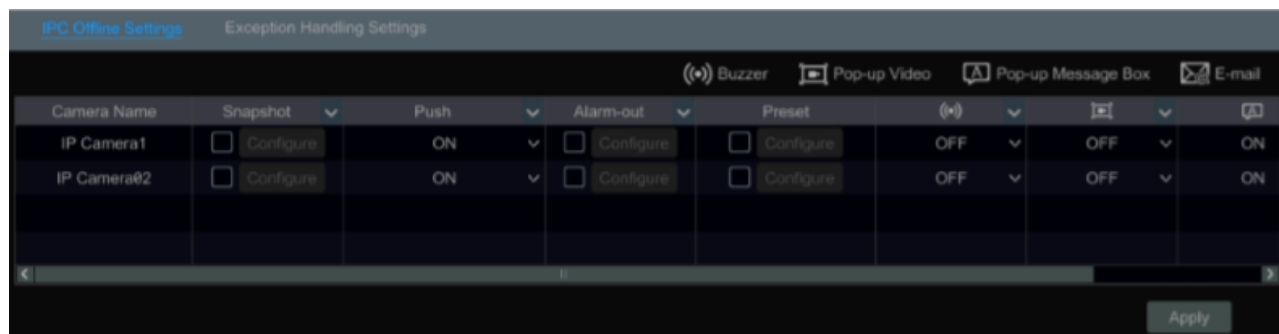 IPC Offline Settings Exception Handling Settings
Buzzer Pop-up Video Pop-up Message Box E-mail
Camera Name Snapshot Push Alarm-out Preset
IP Camera1 Configure ON Configure Configure OFF OFF ON
IP Camera02 Configure ON Configure Configure OFF OFF ON
Apply